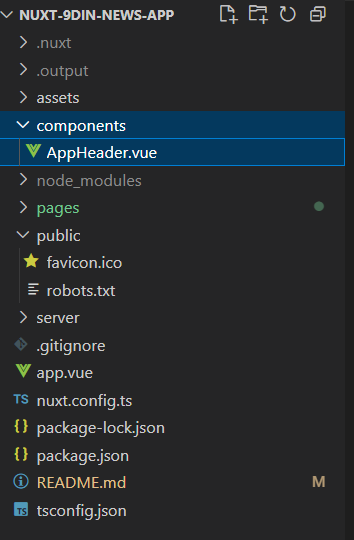 NUXT-9DIN-NEWS-APP
.nuxt
.output
assets
components
AppHeader.vue
node_modules
pages
public
favicon.ico
robots.txt
server
.gitignore
app.vue
TS nuxt.config.ts
{} package-lock.json
{} package.json
README.md M
TS tsconfig.json